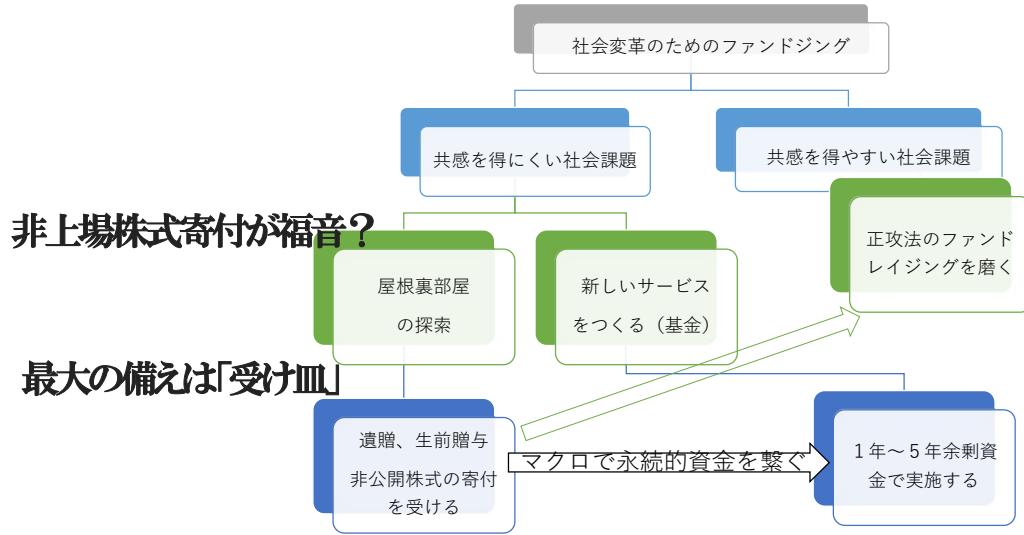 社会変革のためのファンドジング
共感を得にくい社会課題
共感を得やすい社会課題
非上場株式寄付が福音？
正攻法のファンド
レイジングを磨く
屋根裏部屋
の探索
新しいサービス
をつくる（基金）
最大の備えは「受け皿」
遺贈、生前贈与
非公開株式の寄付
を受ける
マクロで永続的資金を繋ぐ
１年～５年余剰資
金で実施する